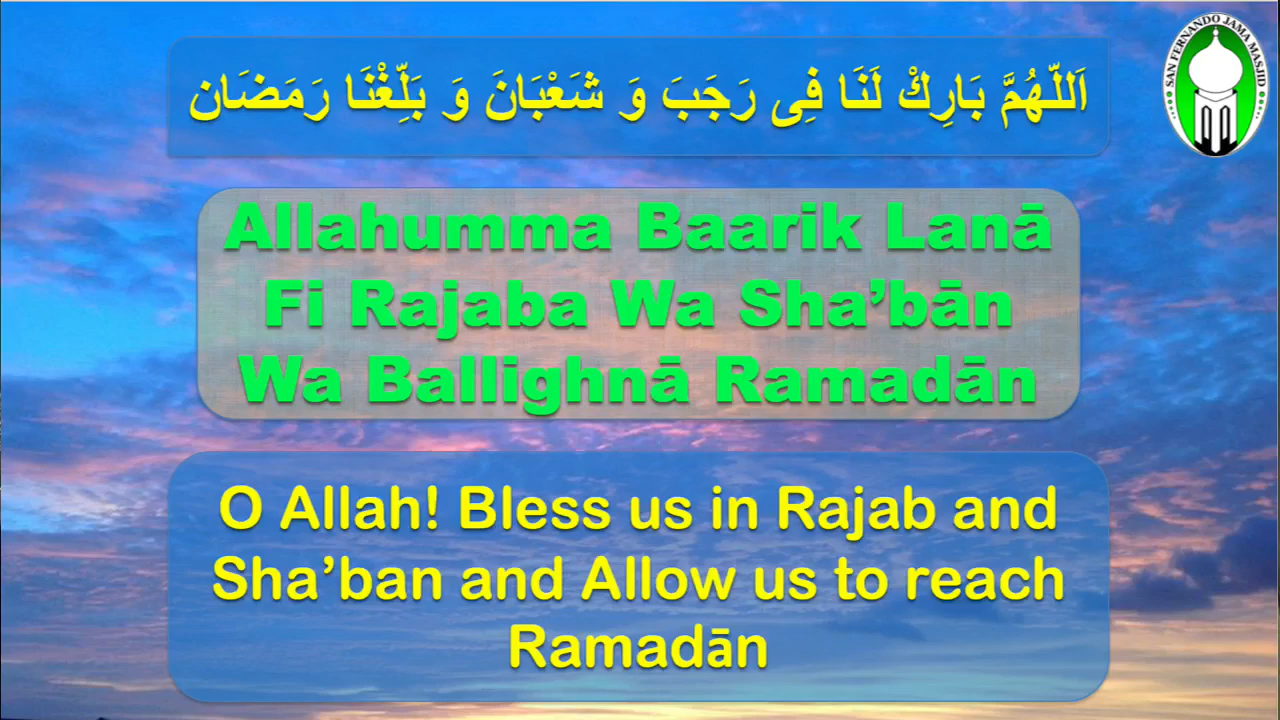 اَللّهُمَّ بَارِكْ لَنَا فِى رَجَبَ وَ شَعْبَانَ وَ بَلِّغْنَا رَمَضَان
SAN FERNANDO JAMA MASJID
Allahumma Baarik Lanā
Fi Rajaba Wa Sha’bān
Wa Ballighnā Ramadān
O Allah! Bless us in Rajab and
Sha’ban and Allow us to reach
Ramadān